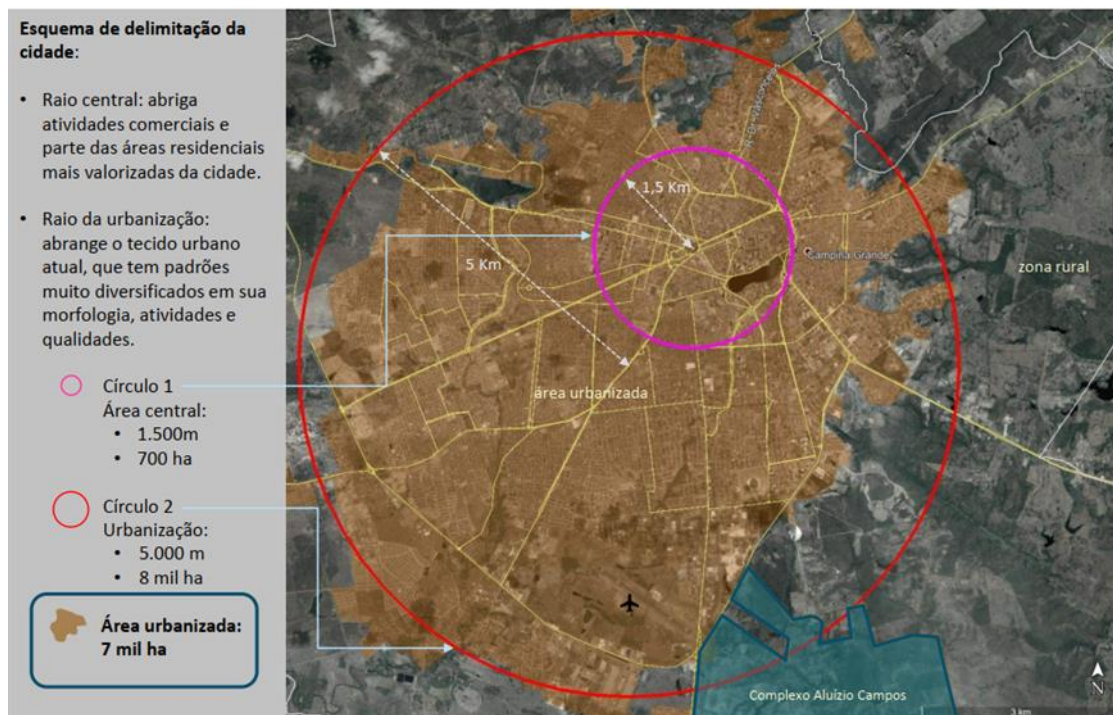 Esquema de delimitação da
cidade:
• Raio central: abriga
atividades comerciais e
parte das áreas residenciais
mais valorizadas da cidade.
• Raio da urbanização:
abrange o tecido urbano
atual, que tem padrões
muito diversificados em sua
morfologia, atividades e
qualidades.
Círculo 1
Área central:
• 1.500m
• 700 ha
Círculo 2
Urbanização:
• 5.000 m
• 8 mil ha
Área urbanizada:
7 mil ha
1,5 Km
5 Km
Campina Grande
zona rural
área urbanizada
Complexo Aluízio Campos
N
3 km